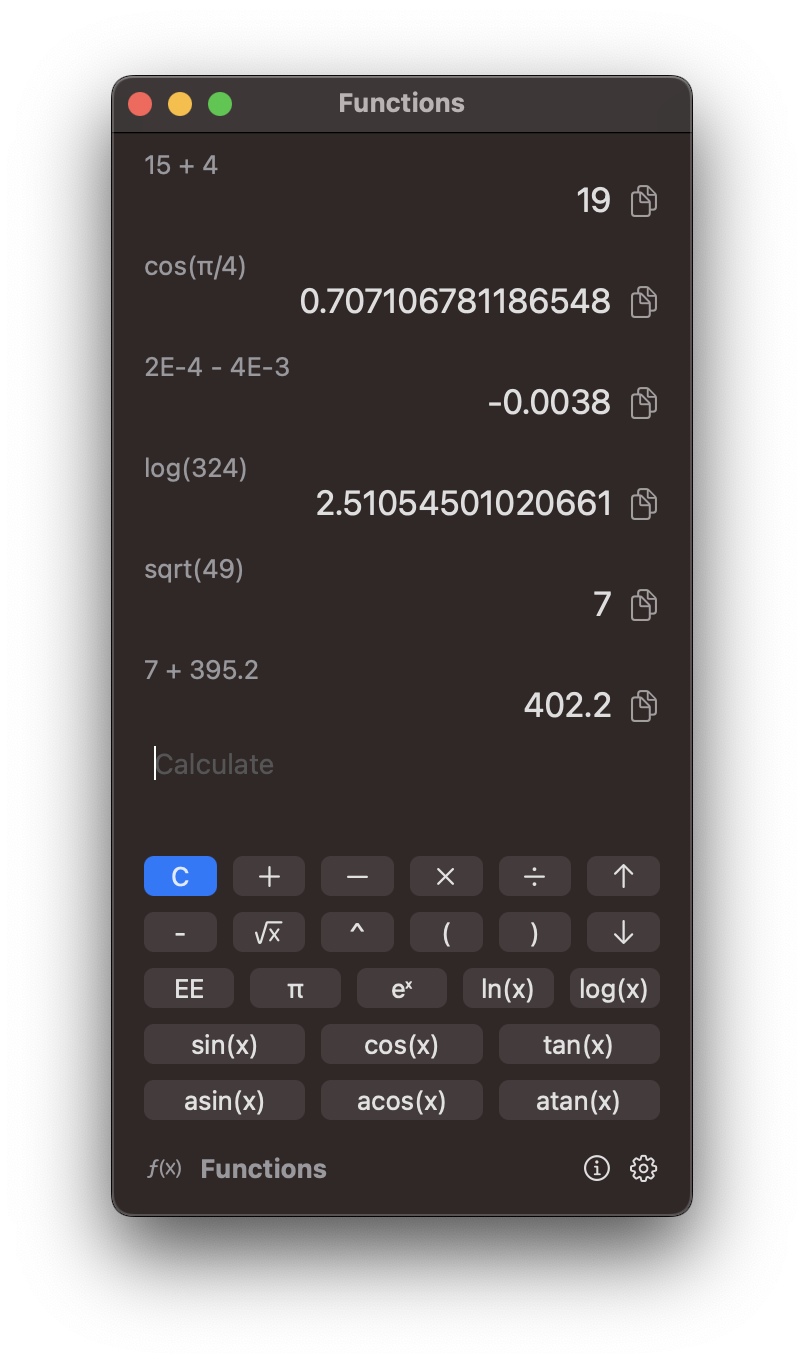 Functions
15 + 4
19
cos(π/4)
0.707106781186548
2E-4 - 4E-3
-0.0038
log(324)
2.51054501020661
sqrt(49)
7
7 + 395.2
402.2
Calculate
C + − × ÷ ↑
- √x ^ ( ) ↓
EE π eˣ ln(x) log(x)
sin(x) cos(x) tan(x)
asin(x) acos(x) atan(x)
f(x) Functions